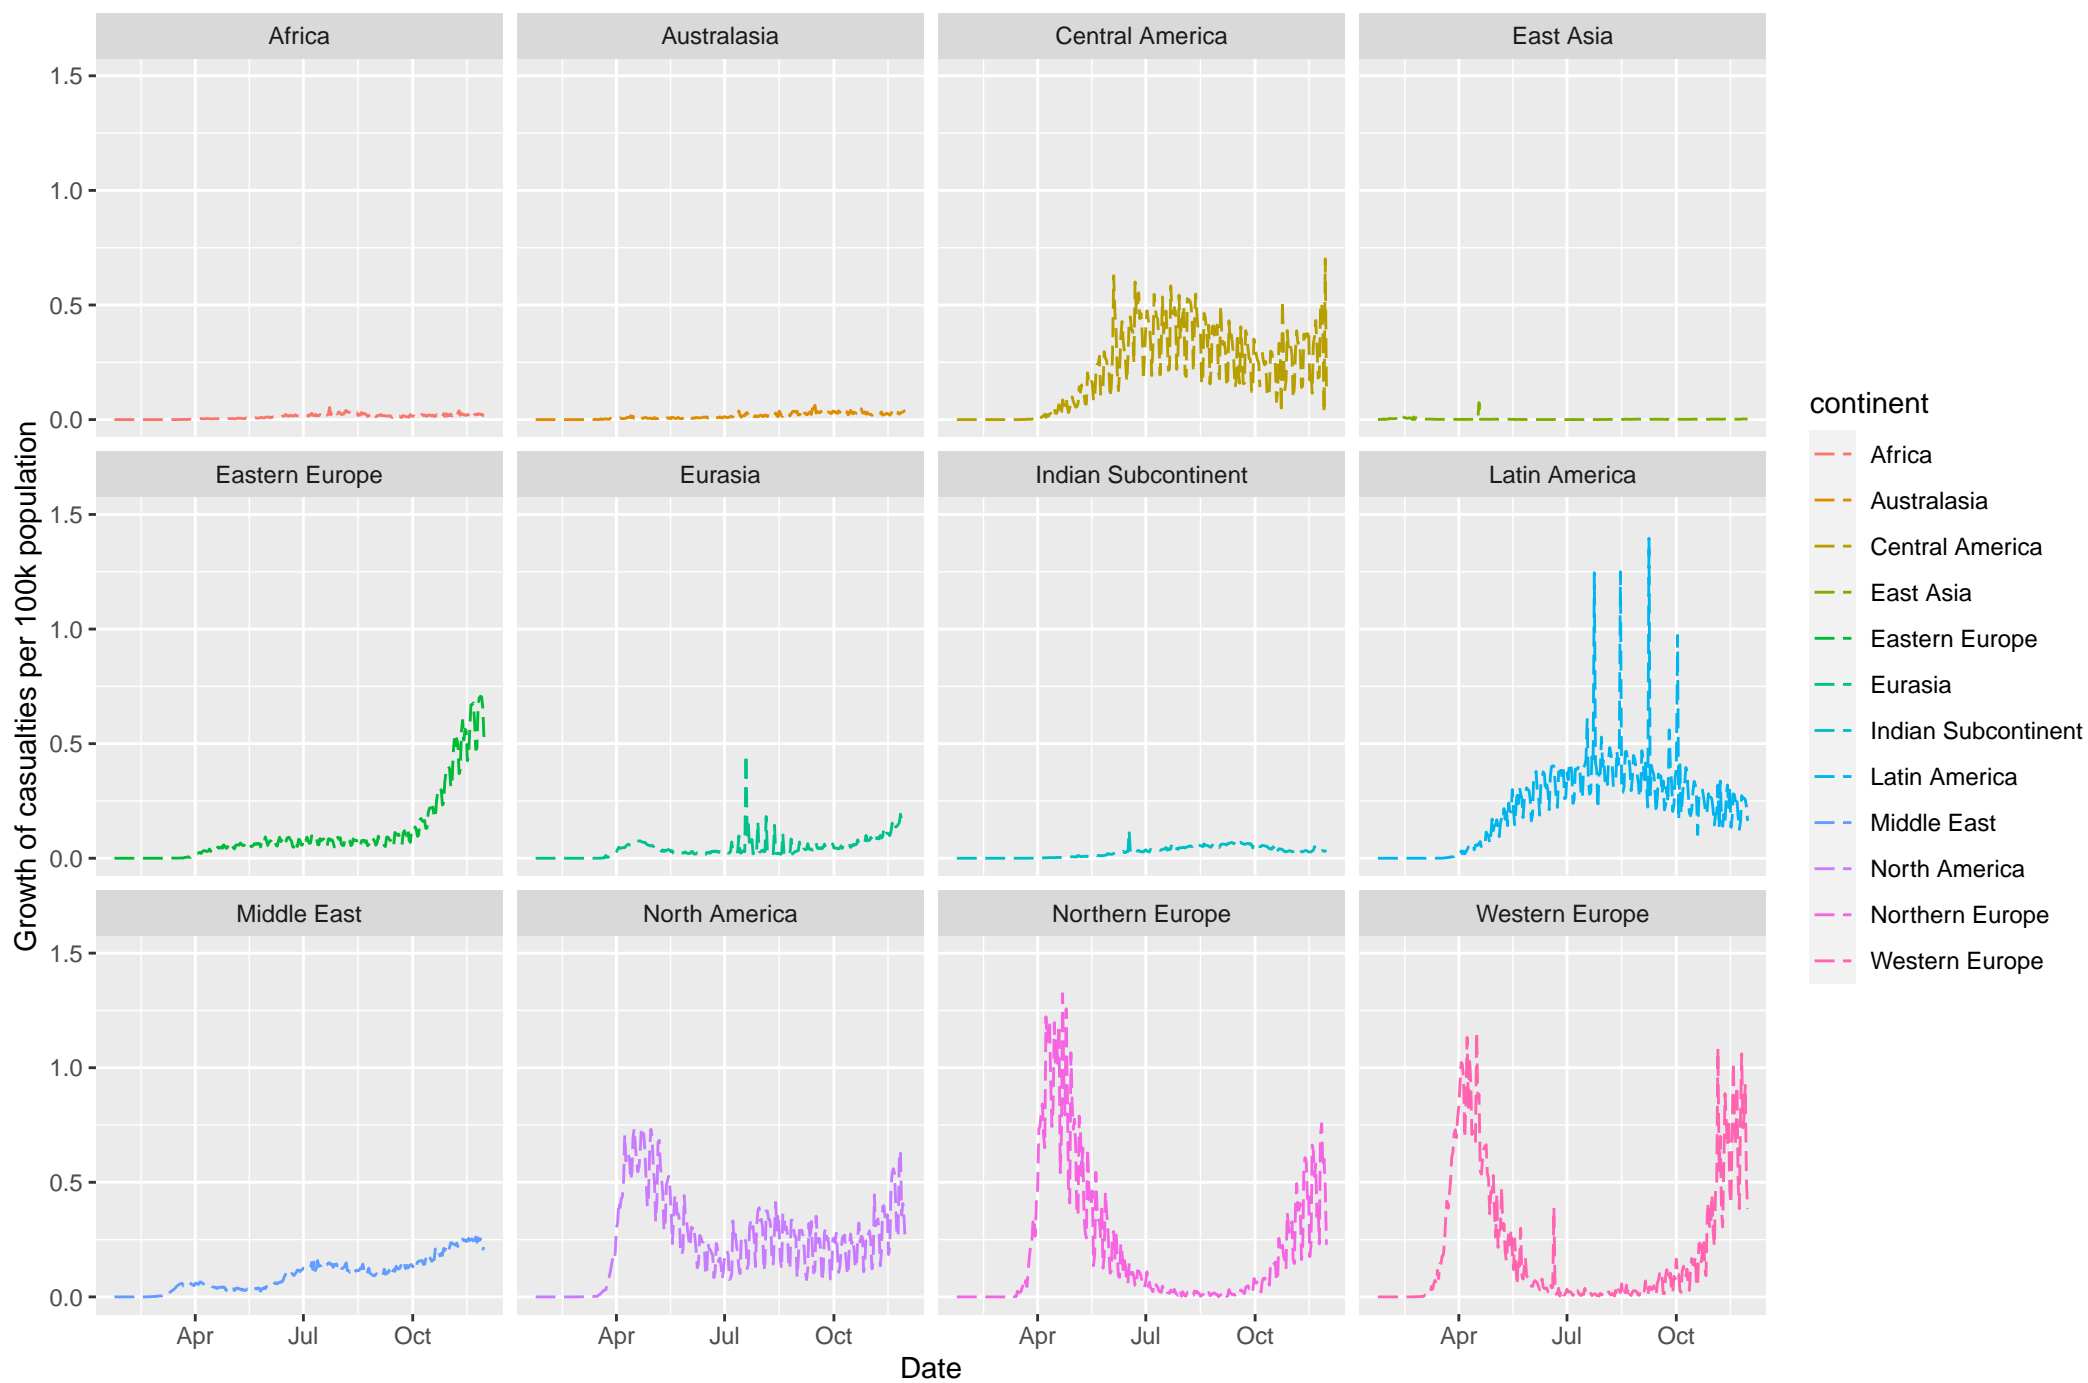 Africa
Australasia
Central America
East Asia
1.5
1.0
0.5
0.0
Eastern Europe
Eurasia
Indian Subcontinent
Latin America
1.5
1.0
0.5
0.0
Middle East
North America
Northern Europe
Western Europe
1.5
1.0
0.5
0.0
Apr Jul Oct
Apr Jul Oct
Apr Jul Oct
Apr Jul Oct
Date
Growth of casualties per 100k population
continent
Africa
Australasia
Central America
East Asia
Eastern Europe
Eurasia
Indian Subcontinent
Latin America
Middle East
North America
Northern Europe
Western Europe